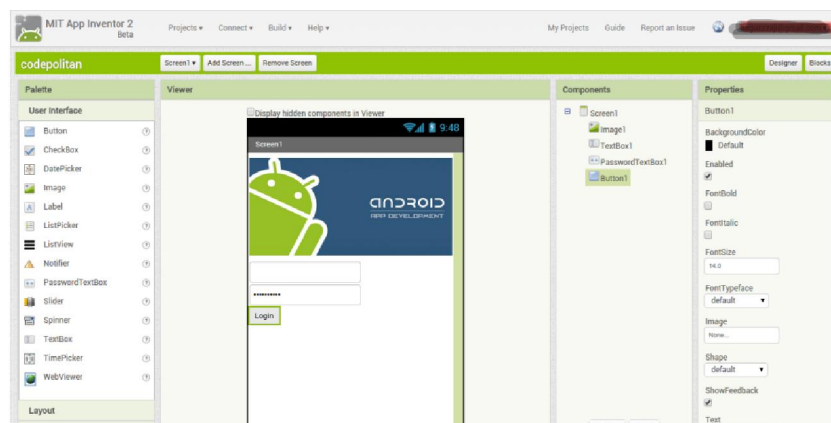 MIT App Inventor 2
Beta
Projects Connect Build Help
My Projects Guide Report an Issue
codepolitan
Screen1 Add Screen ... Remove Screen
Designer Blocks
Palette
Viewer
Components
Properties
User Interface
Button
CheckBox
DatePicker
Image
Label
ListPicker
ListView
Notifier
PasswordTextBox
Slider
Spinner
TextBox
TimePicker
WebViewer
Layout
Display hidden components in Viewer
9:48
Screen1
ANDROID
APP DEVELOPMENT
Login
Screen1
Image1
TextBox1
PasswordTextBox1
Button1
Button1
BackgroundColor
Default
Enabled
FontBold
FontItalic
FontSize
14.0
FontTypeface
default
Image
None...
Shape
default
ShowFeedback
Text